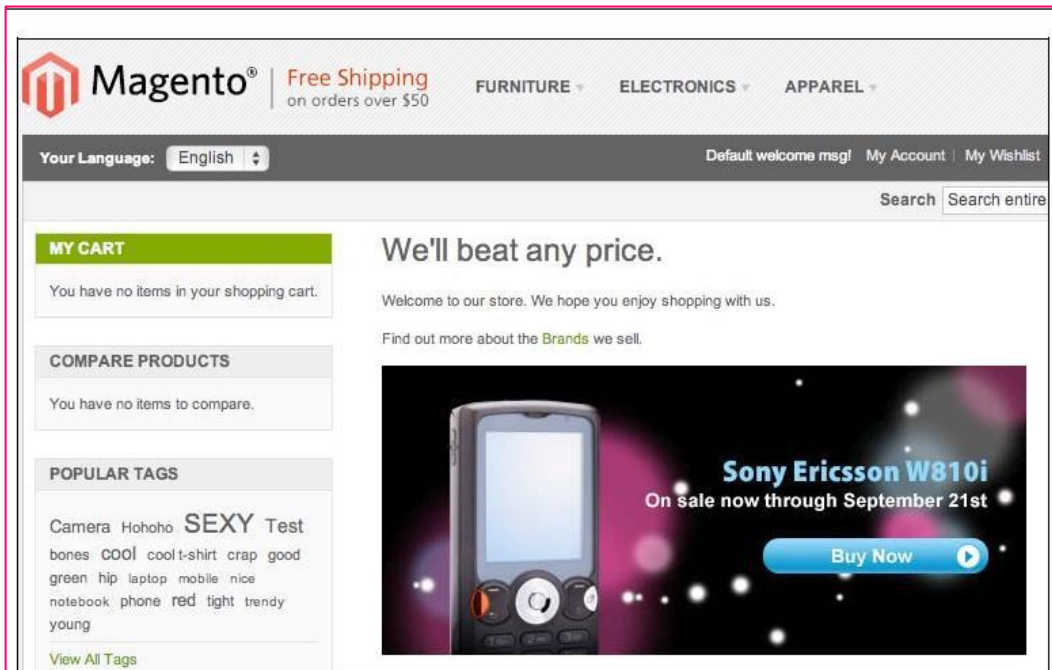 Magento®
Free Shipping
on orders over $50
FURNITURE
ELECTRONICS
APPAREL
Your Language: English
Default welcome msg! My Account | My Wishlist
Search Search entire
MY CART
You have no items in your shopping cart.
COMPARE PRODUCTS
You have no items to compare.
POPULAR TAGS
Camera Hohoho SEXY Test
bones cool cool t-shirt crap good
green hip laptop mobile nice
notebook phone red tight trendy
young
View All Tags
We'll beat any price.
Welcome to our store. We hope you enjoy shopping with us.
Find out more about the Brands we sell.
Sony Ericsson W810i
On sale now through September 21st
Buy Now